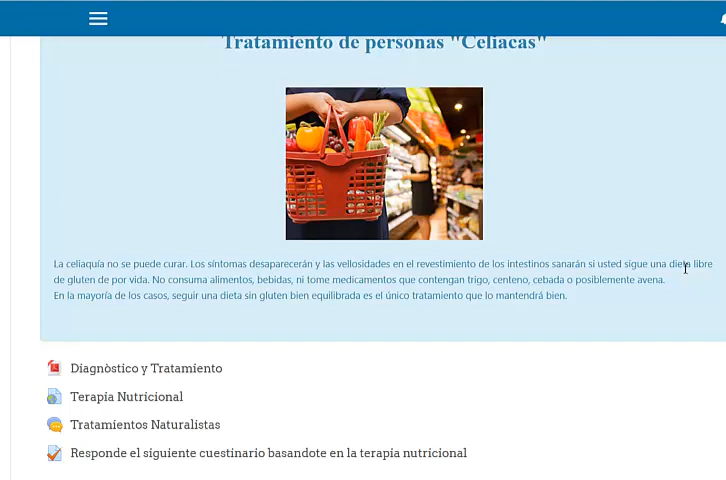 Tratamiento de personas "Celiacas"
La celiaquía no se puede curar. Los síntomas desaparecerán y las vellosidades en el revestimiento de los intestinos sanarán si usted sigue una dieta libre
de gluten de por vida. No consuma alimentos, bebidas, ni tome medicamentos que contengan trigo, centeno, cebada o posiblemente avena.
En la mayoría de los casos, seguir una dieta sin gluten bien equilibrada es el único tratamiento que lo mantendrá bien.
Diagnòstico y Tratamiento
Terapia Nutricional
Tratamientos Naturalistas
Responde el siguiente cuestinario basandote en la terapia nutricional